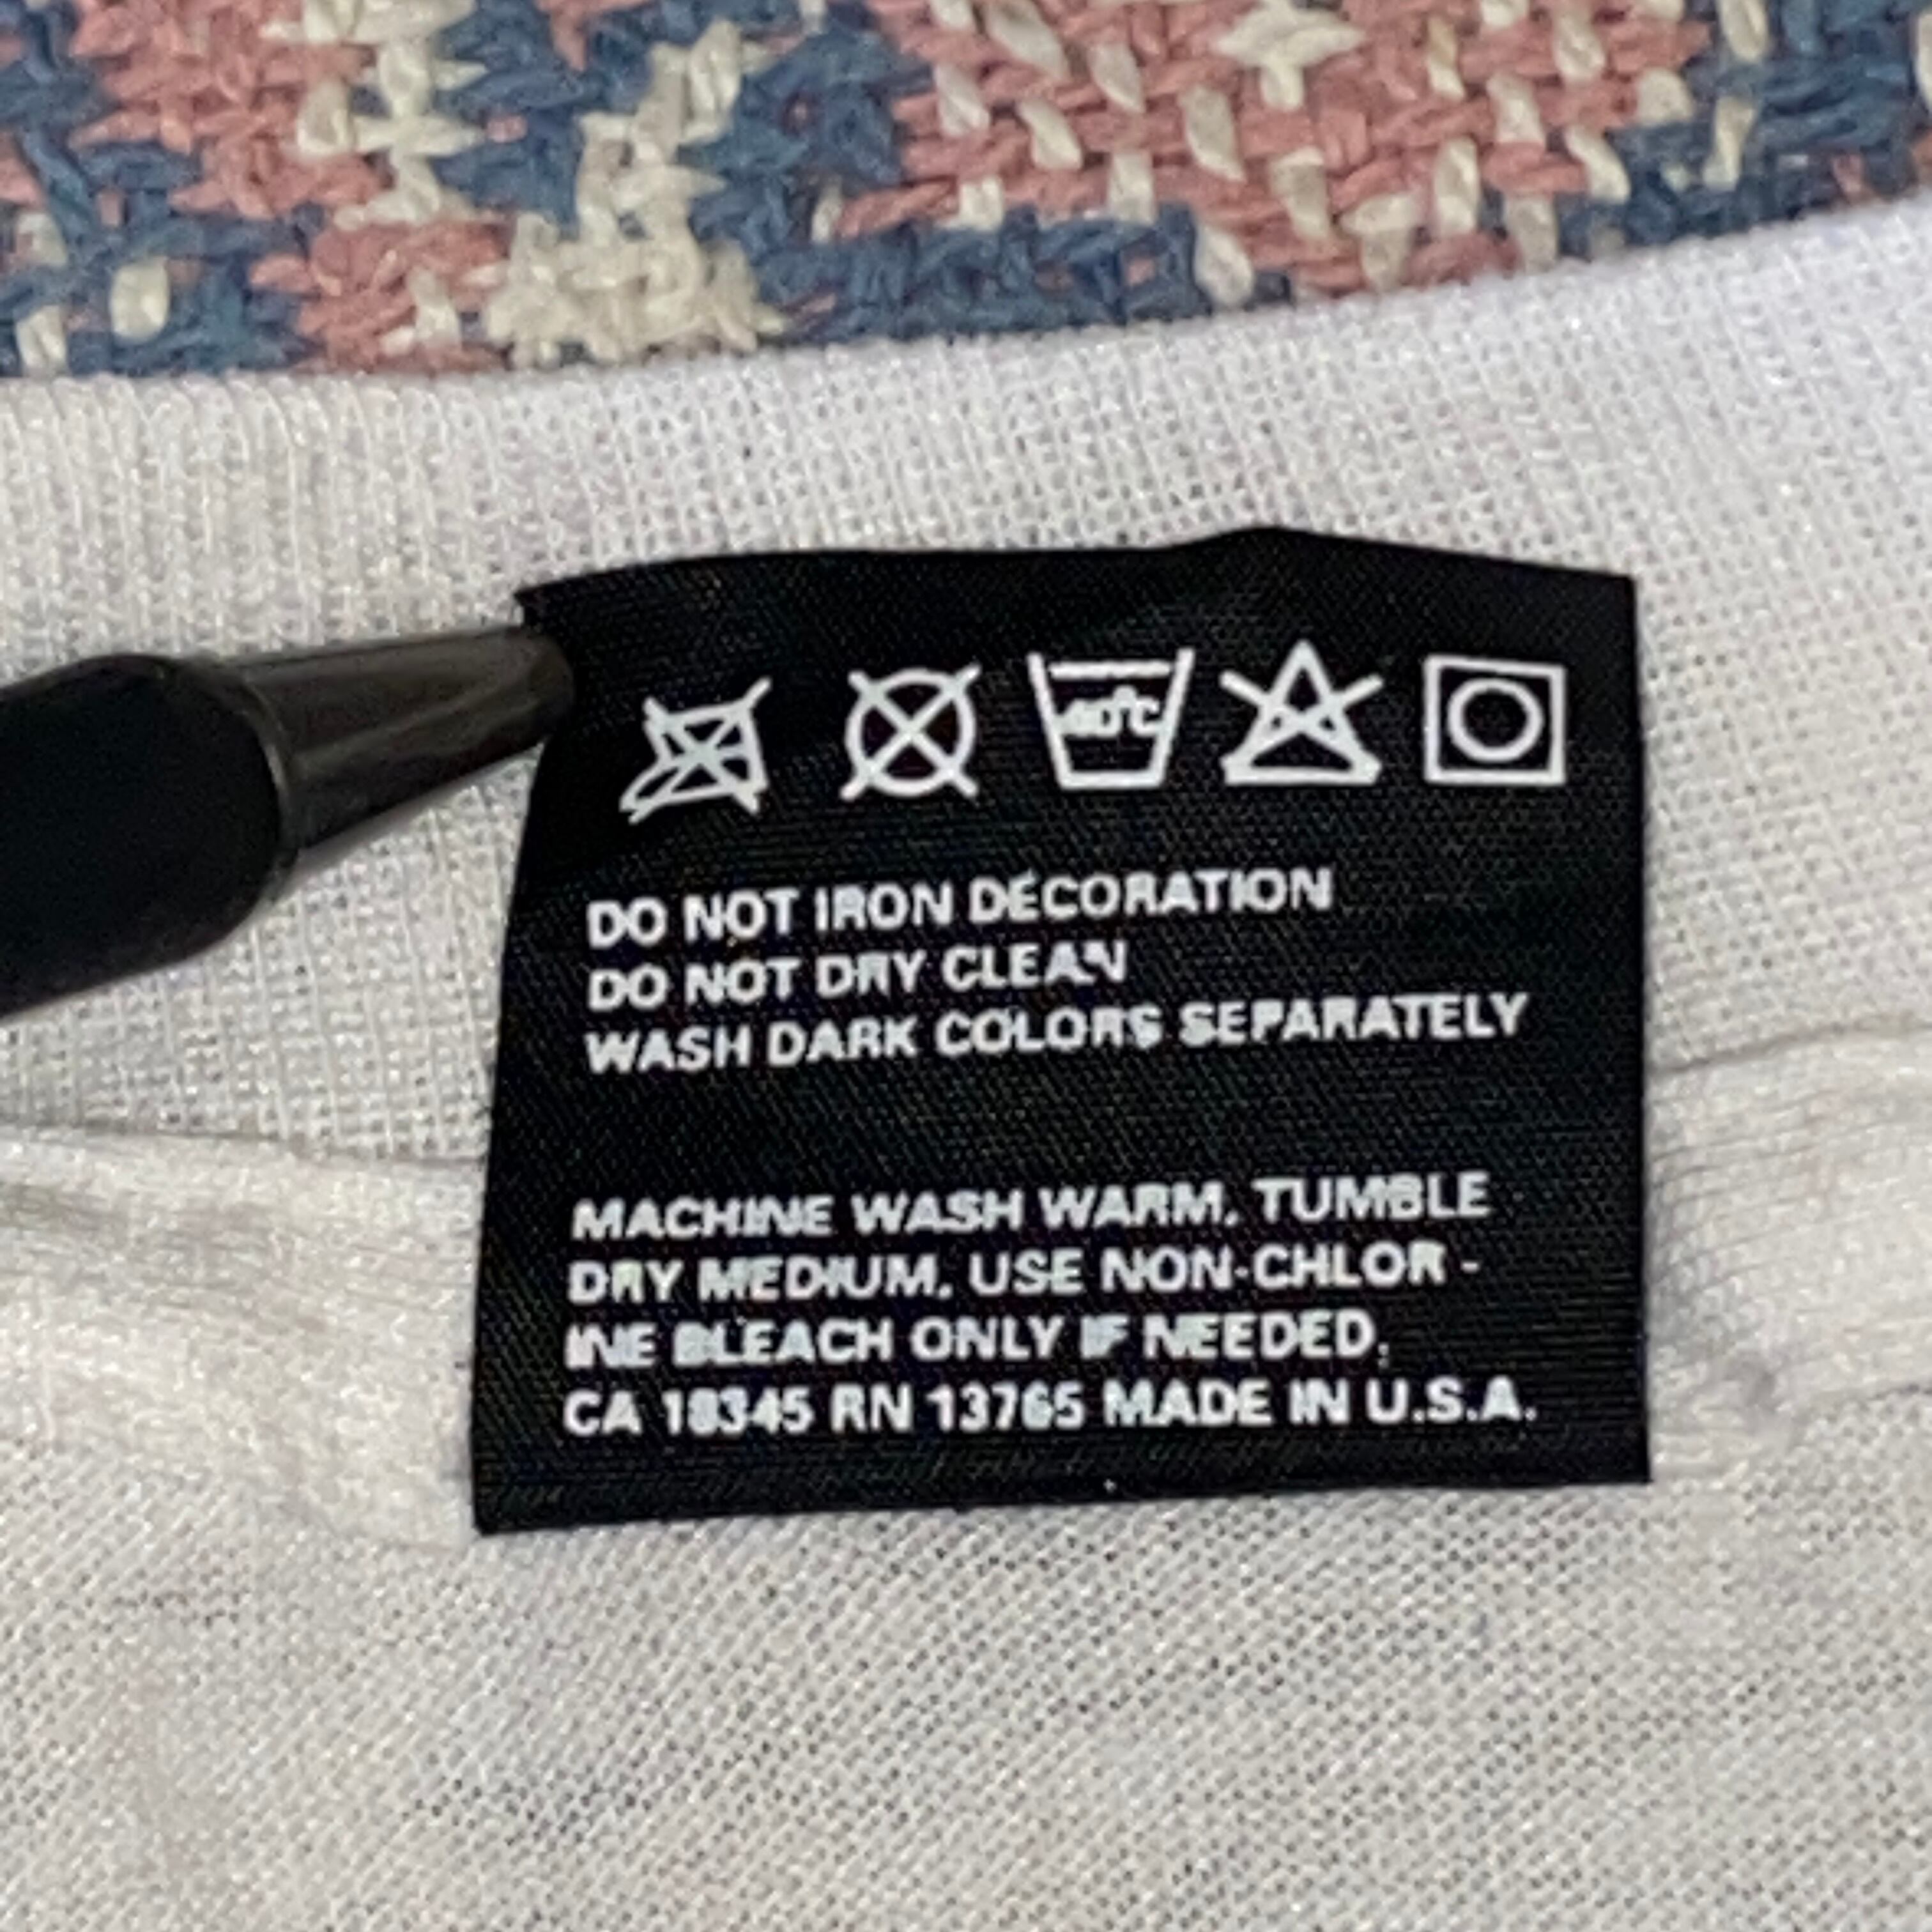 40°C
DO NOT IRON DECORATION
DO NOT DRY CLEAN
WASH DARK COLORS SEPARATELY
MACHINE WASH WARM, TUMBLE
DRY MEDIUM, USE NON-CHLOR -
INE BLEACH ONLY IF NEEDED.
CA 18345 RN 13765 MADE IN U.S.A.